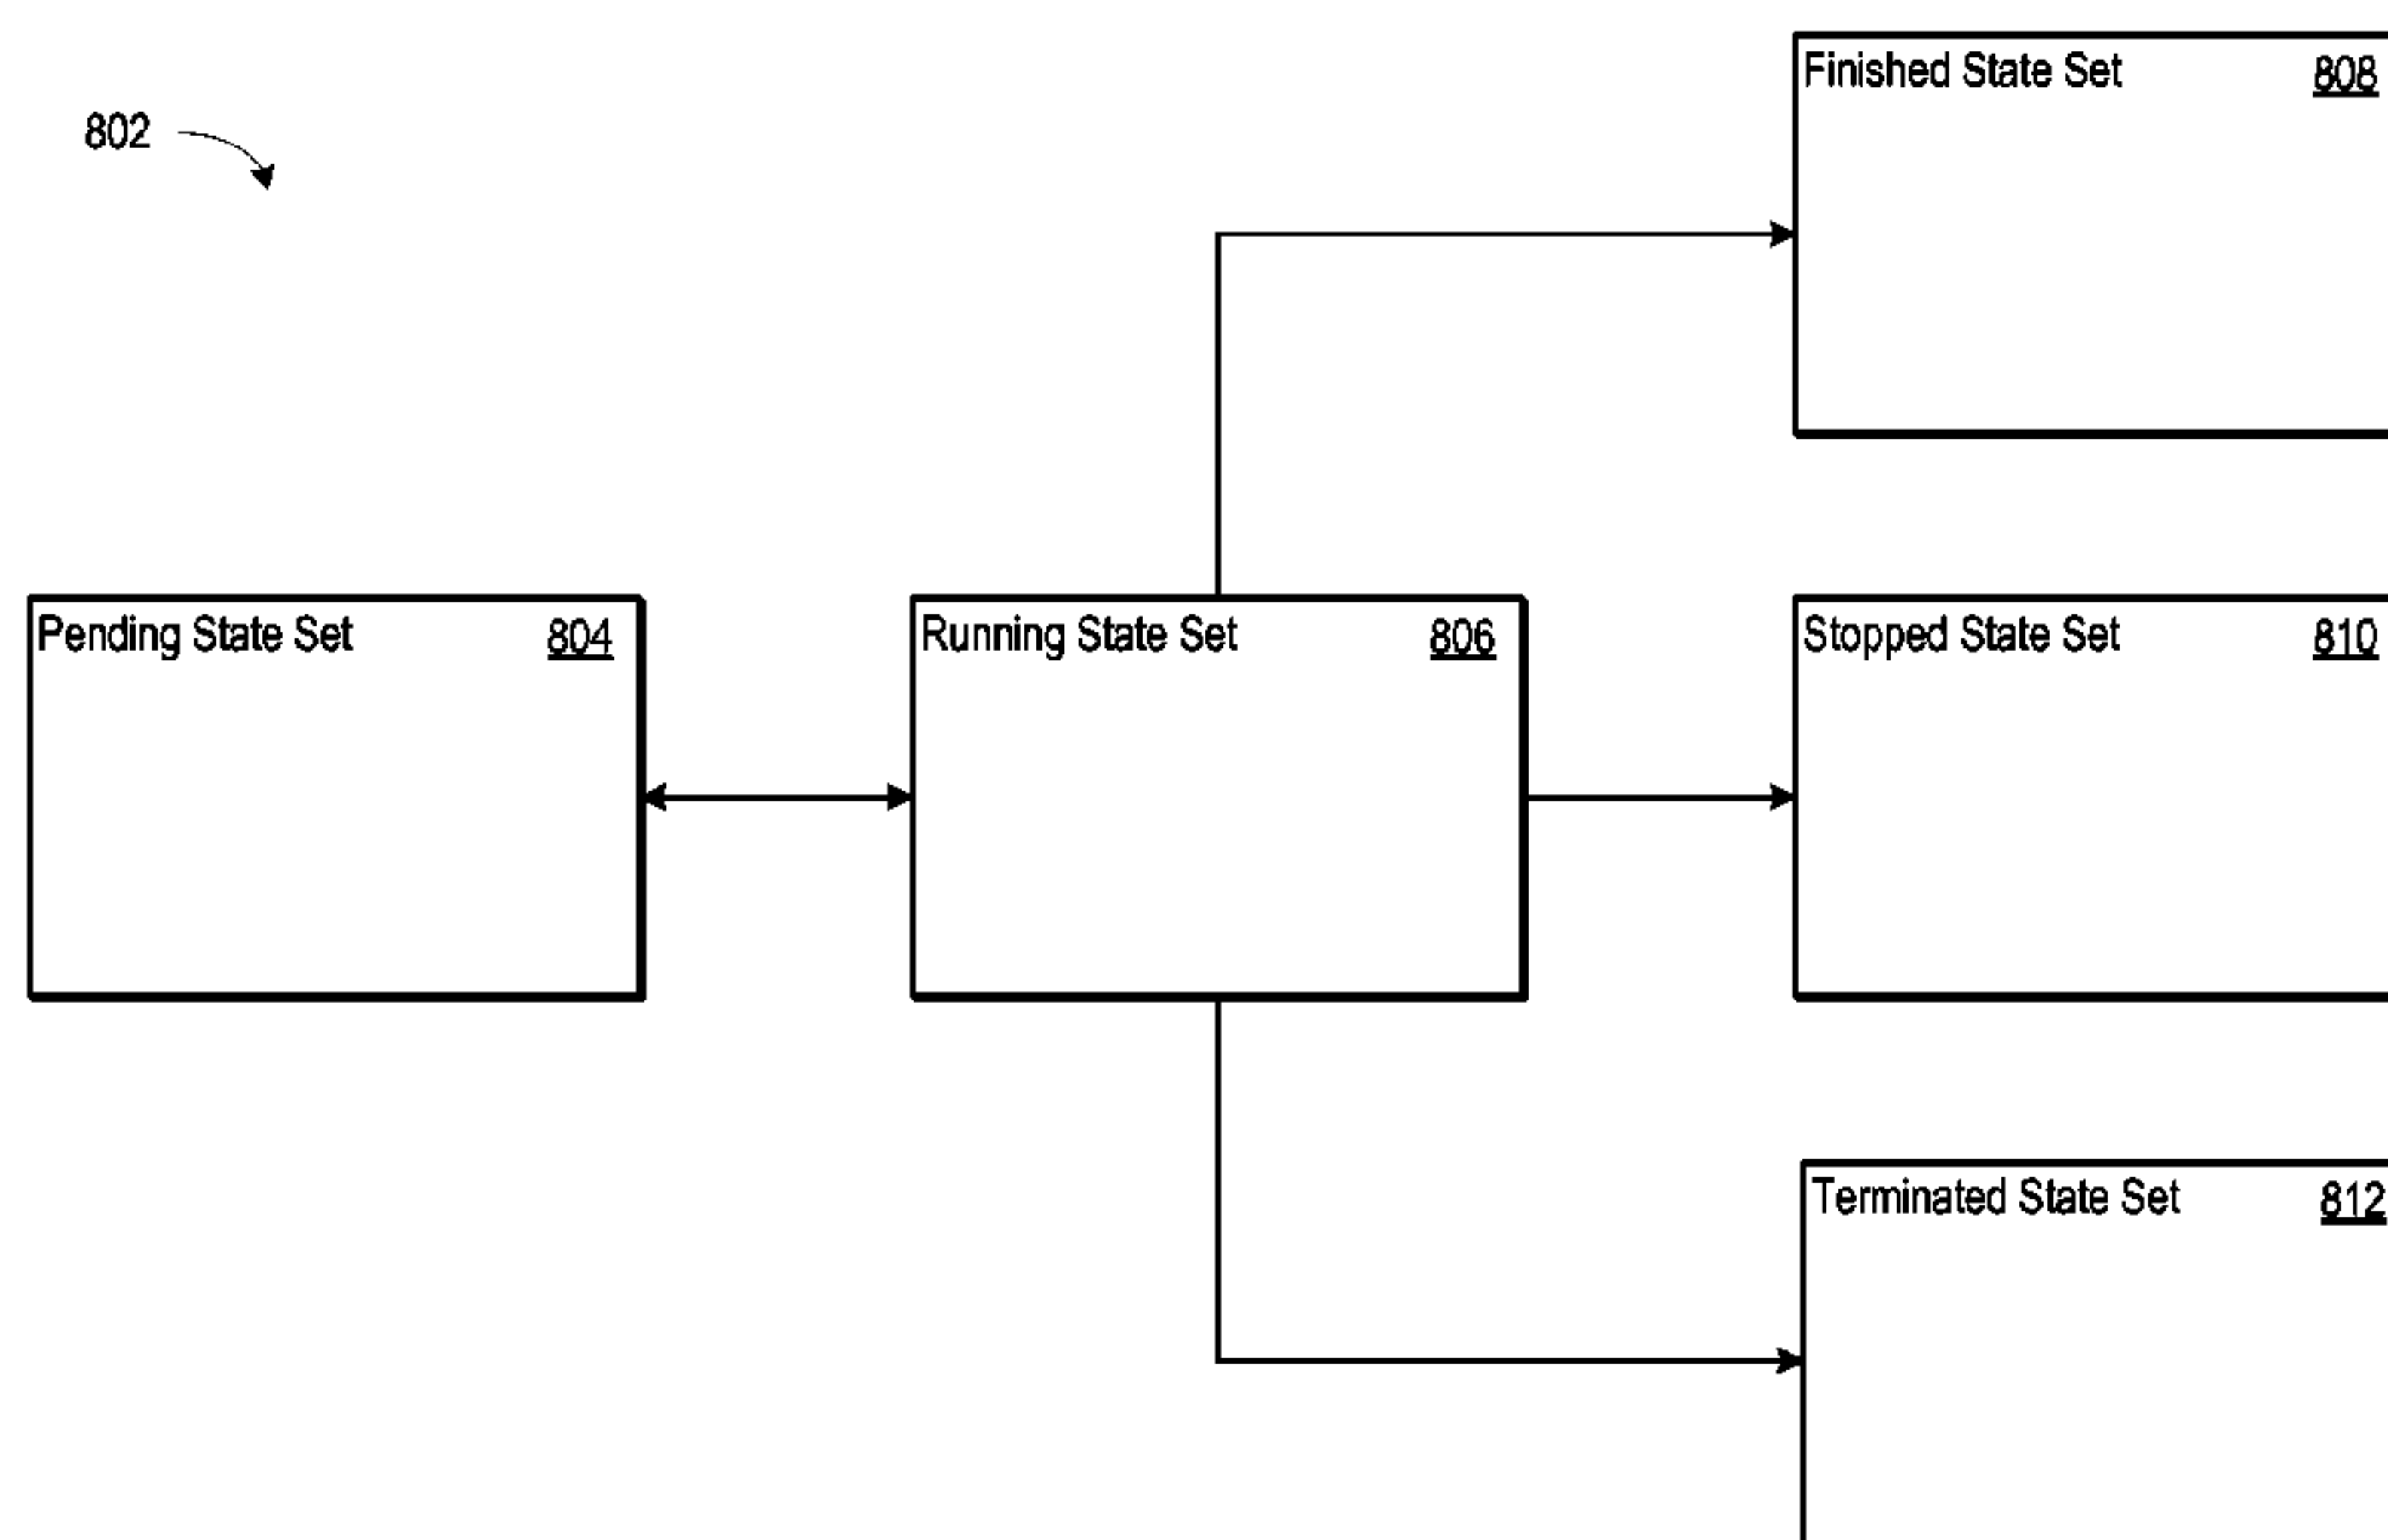 802
Finished State Set 808
Pending State Set 804
Running State Set 806
Stopped State Set 810
Terminated State Set 812